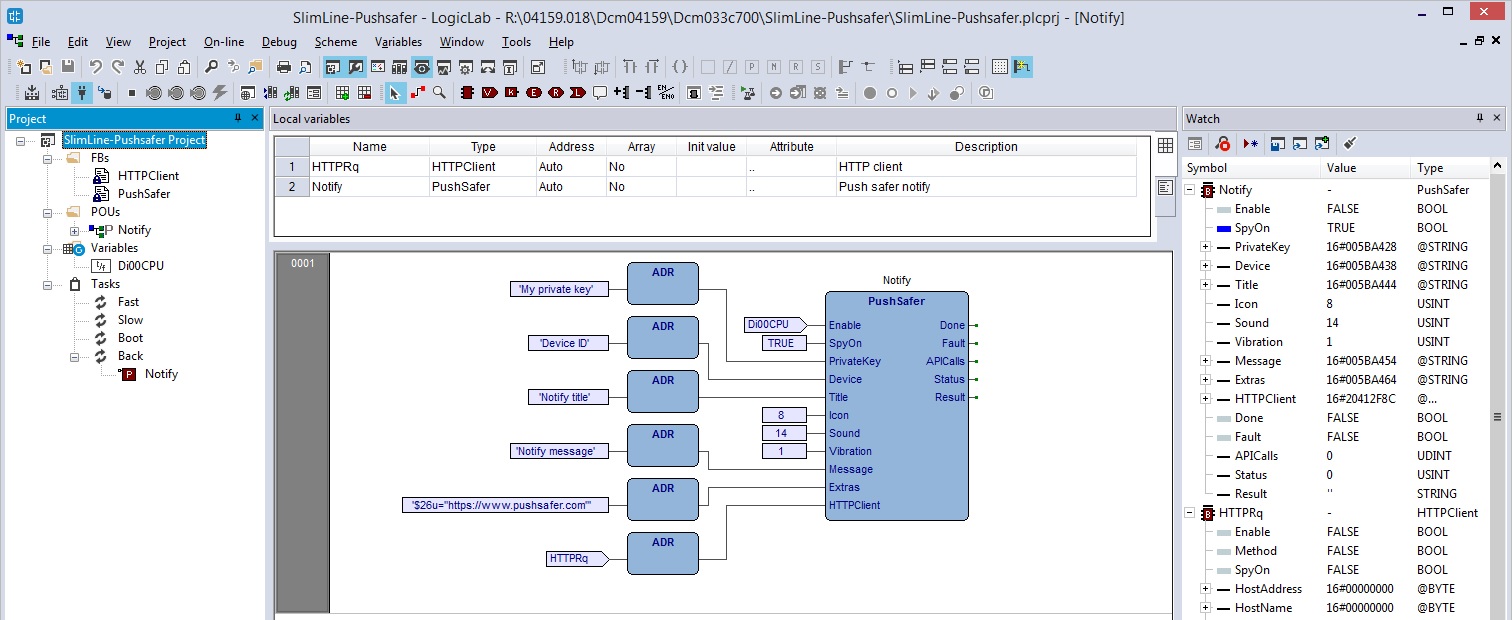 SlimLine-Pushsafer - LogicLab - R:\04159.018\Dcm04159\Dcm033c700\SlimLine-Pushsafer\SlimLine-Pushsafer.plcprj - [Notify]
File Edit View Project On-line Debug Scheme Variables Window Tools Help
Project
SlimLine-Pushsafer Project
FBs
HTTPClient
PushSafer
POUs
Notify
Variables
Di00CPU
Tasks
Fast
Slow
Boot
Back
Notify
Local variables
Name Type Address Array Init value Attribute Description
1 HTTPRq HTTPClient Auto No .. HTTP client
2 Notify PushSafer Auto No .. Push safer notify
0001
'My private key' ADR
'Device ID' ADR
'Notify title' ADR
'Notify message' ADR
'$26u="https://www.pushsafer.com"' ADR
HTTPRq ADR
Notify
PushSafer
Di00CPU Enable Done
TRUE SpyOn Fault
PrivateKey APICalls
Device Status
Title Result
8 Icon
14 Sound
1 Vibration
Message
Extras
HTTPClient
Watch
Symbol Value Type
Notify - PushSafer
Enable FALSE BOOL
SpyOn TRUE BOOL
PrivateKey 16#005BA428 @STRING
Device 16#005BA438 @STRING
Title 16#005BA444 @STRING
Icon 8 USINT
Sound 14 USINT
Vibration 1 USINT
Message 16#005BA454 @STRING
Extras 16#005BA464 @STRING
HTTPClient 16#20412F8C @...
Done FALSE BOOL
Fault FALSE BOOL
APICalls 0 UDINT
Status 0 USINT
Result '' STRING
HTTPRq - HTTPClient
Enable FALSE BOOL
Method FALSE BOOL
SpyOn FALSE BOOL
HostAddress 16#00000000 @BYTE
HostName 16#00000000 @BYTE